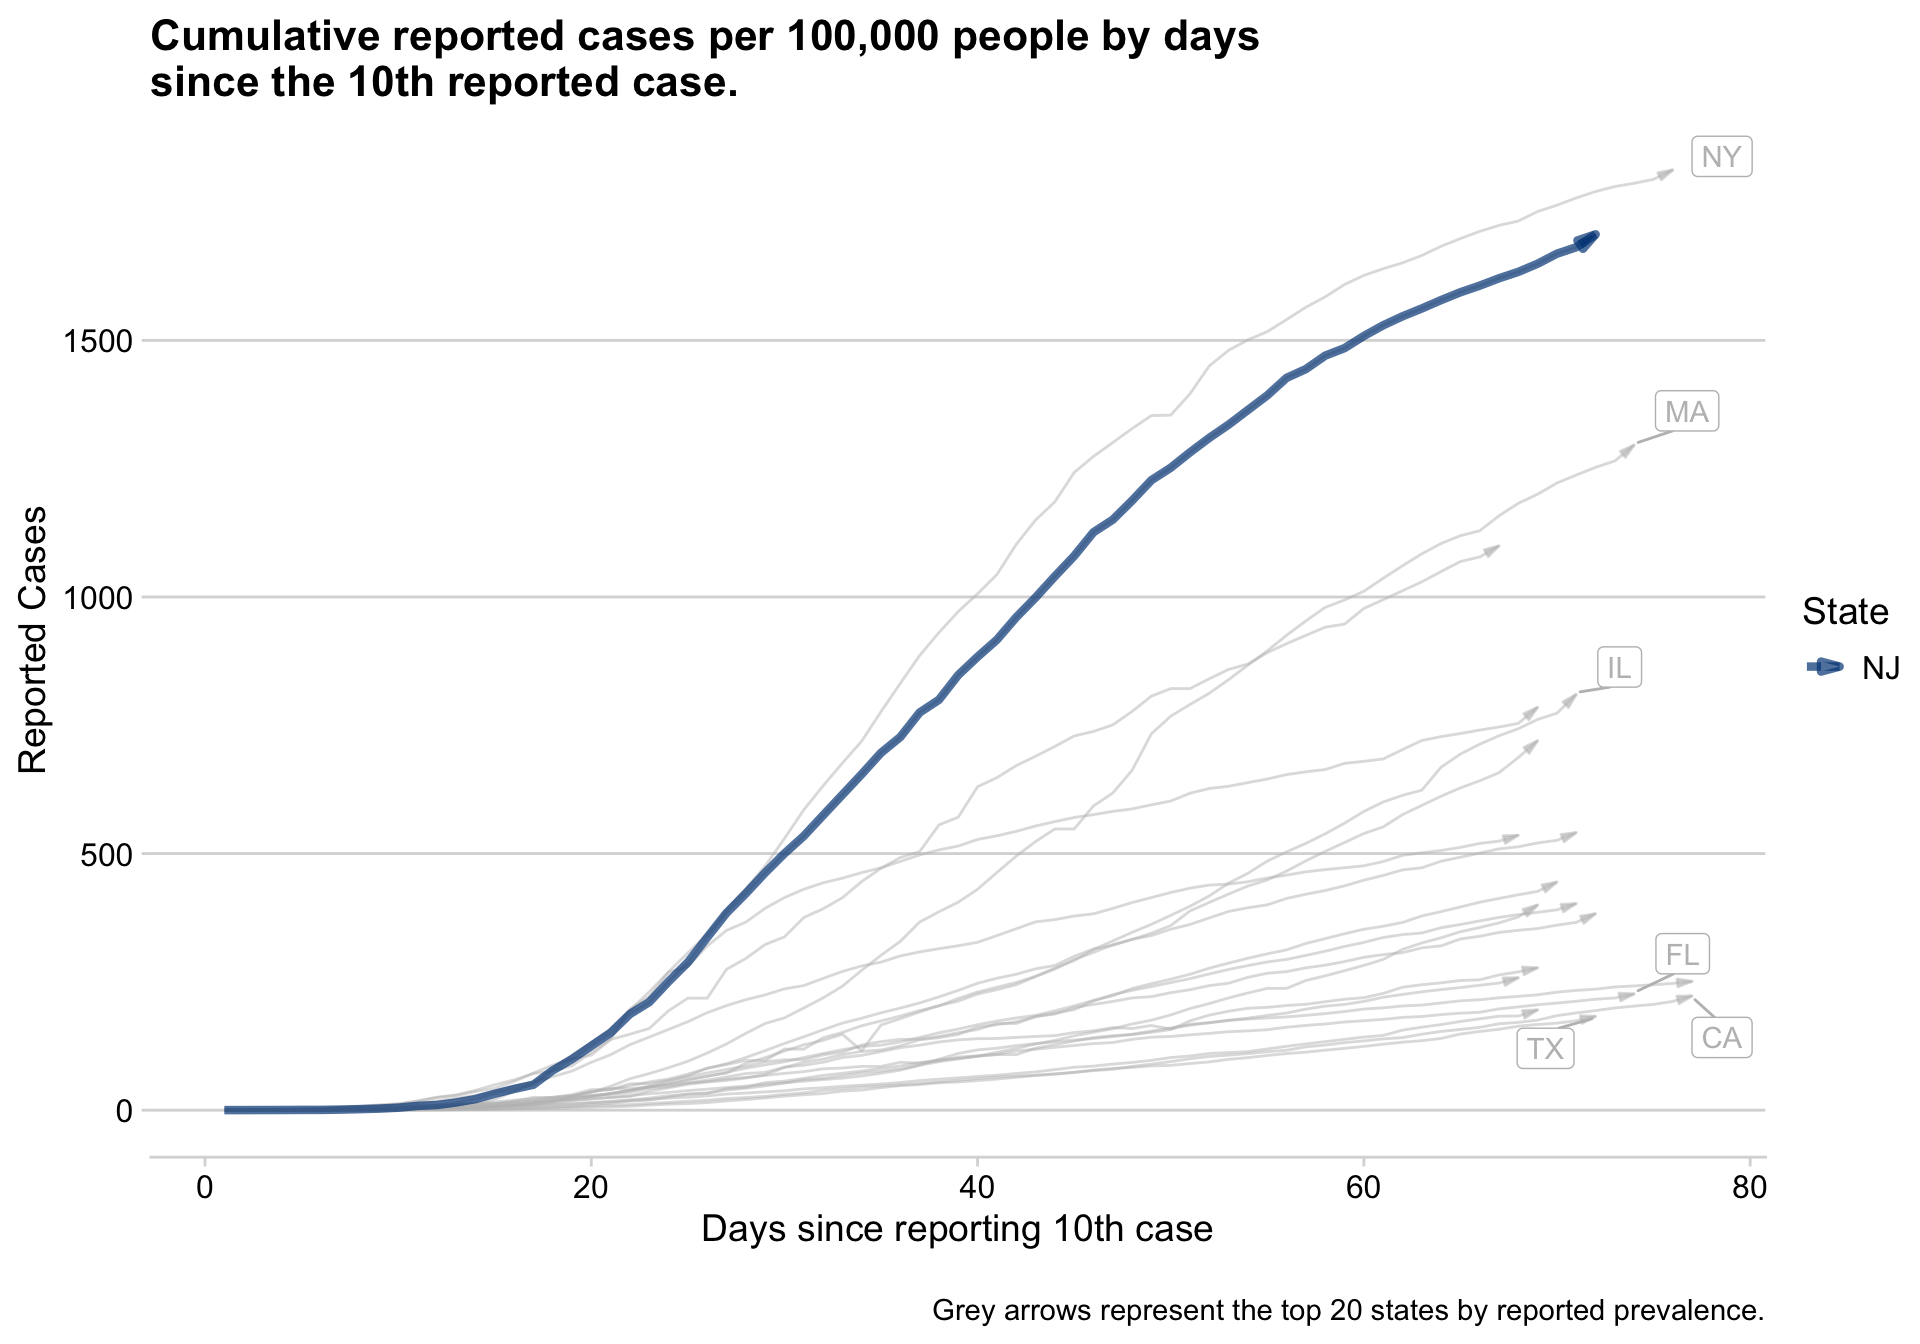 Cumulative reported cases per 100,000 people by days
since the 10th reported case.
NY
1500
MA
Reported Cases
1000
State
NJ
IL
500
FL
CA
TX
0
0 20 40 60 80
Days since reporting 10th case
Grey arrows represent the top 20 states by reported prevalence.